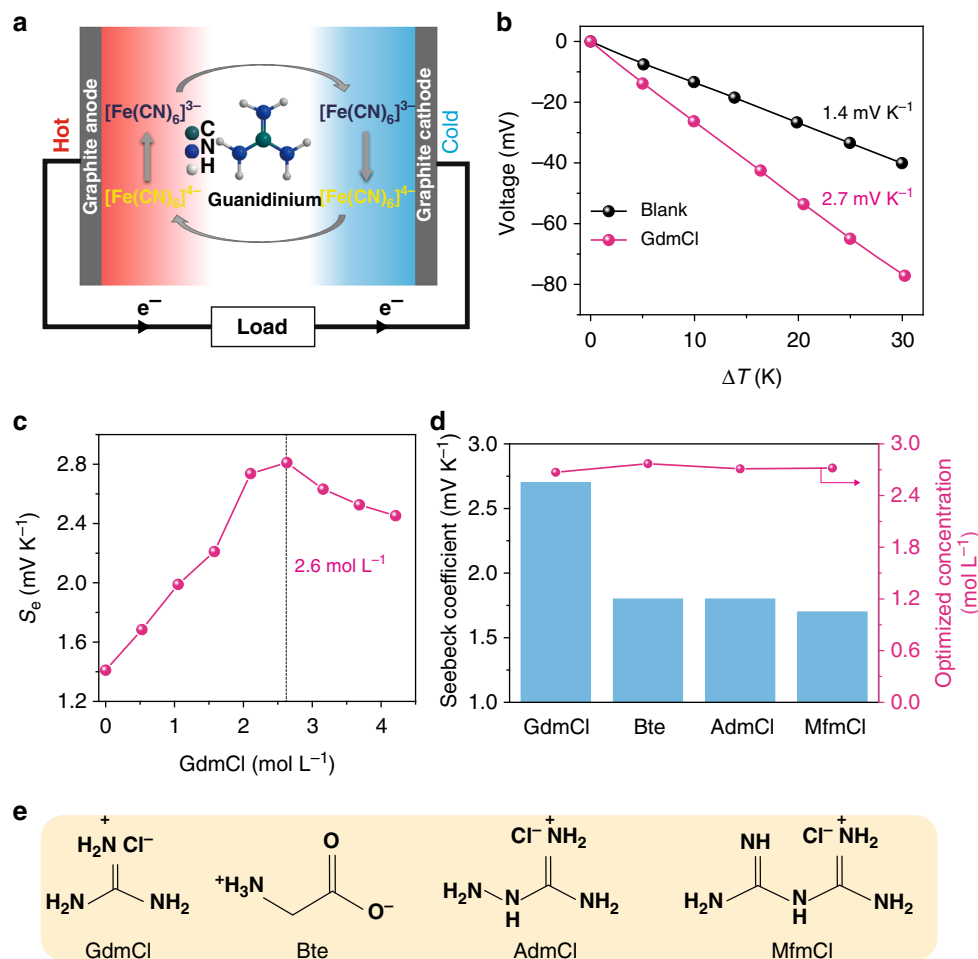 a
Hot
Graphite anode
[Fe(CN)₆]³⁻
[Fe(CN)₆]⁴⁻
C
N
H
Guanidinium
[Fe(CN)₆]³⁻
[Fe(CN)₆]⁴⁻
Graphite cathode
Cold
e⁻
Load
e⁻
b
Voltage (mV)
0
−20
−40
−60
−80
1.4 mV K⁻¹
2.7 mV K⁻¹
Blank
GdmCl
0 10 20 30
ΔT (K)
c
Sₑ (mV K⁻¹)
2.8
2.4
2.0
1.6
1.2
2.6 mol L⁻¹
0 1 2 3 4
GdmCl (mol L⁻¹)
d
Seebeck coefficient (mV K⁻¹)
3.0
2.5
2.0
1.5
1.0
3.0
2.4
1.8
1.2
0.6
0.0
Optimized concentration
(mol L⁻¹)
GdmCl Bte AdmCl MfmCl
e
+
H₂N Cl⁻
H₂N NH₂
GdmCl
⁺H₃N
O
O⁻
Bte
+
Cl⁻ NH₂
H₂N N NH₂
H
AdmCl
+
NH Cl⁻ NH₂
H₂N N NH₂
H
MfmCl